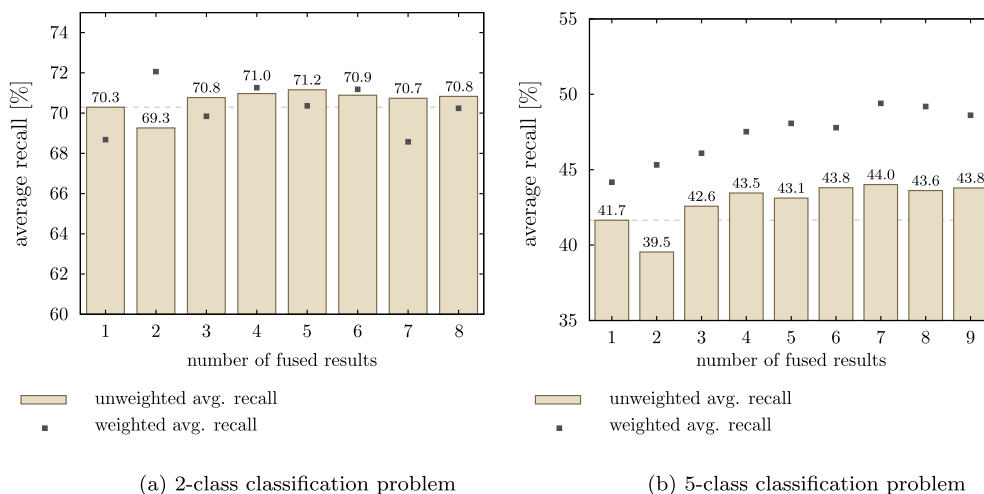 average recall [%]
74
72
70
68
66
64
62
60
70.3
69.3
70.8
71.0
71.2
70.9
70.7
70.8
1 2 3 4 5 6 7 8
number of fused results
unweighted avg. recall
weighted avg. recall
(a) 2-class classification problem
average recall [%]
55
50
45
40
35
41.7
39.5
42.6
43.5
43.1
43.8
44.0
43.6
43.8
1 2 3 4 5 6 7 8 9
number of fused results
unweighted avg. recall
weighted avg. recall
(b) 5-class classification problem